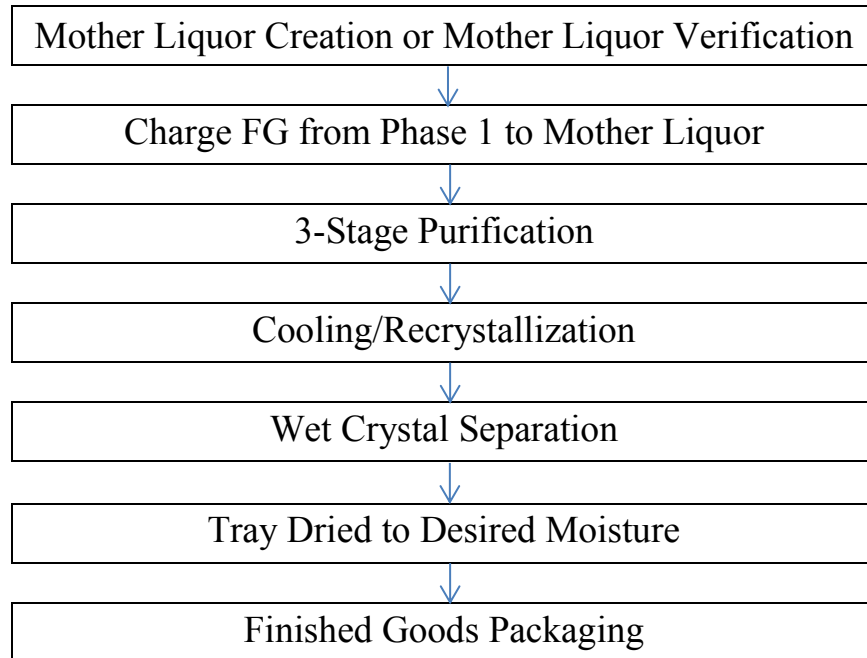 Mother Liquor Creation or Mother Liquor Verification
Charge FG from Phase 1 to Mother Liquor
3-Stage Purification
Cooling/Recrystallization
Wet Crystal Separation
Tray Dried to Desired Moisture
Finished Goods Packaging